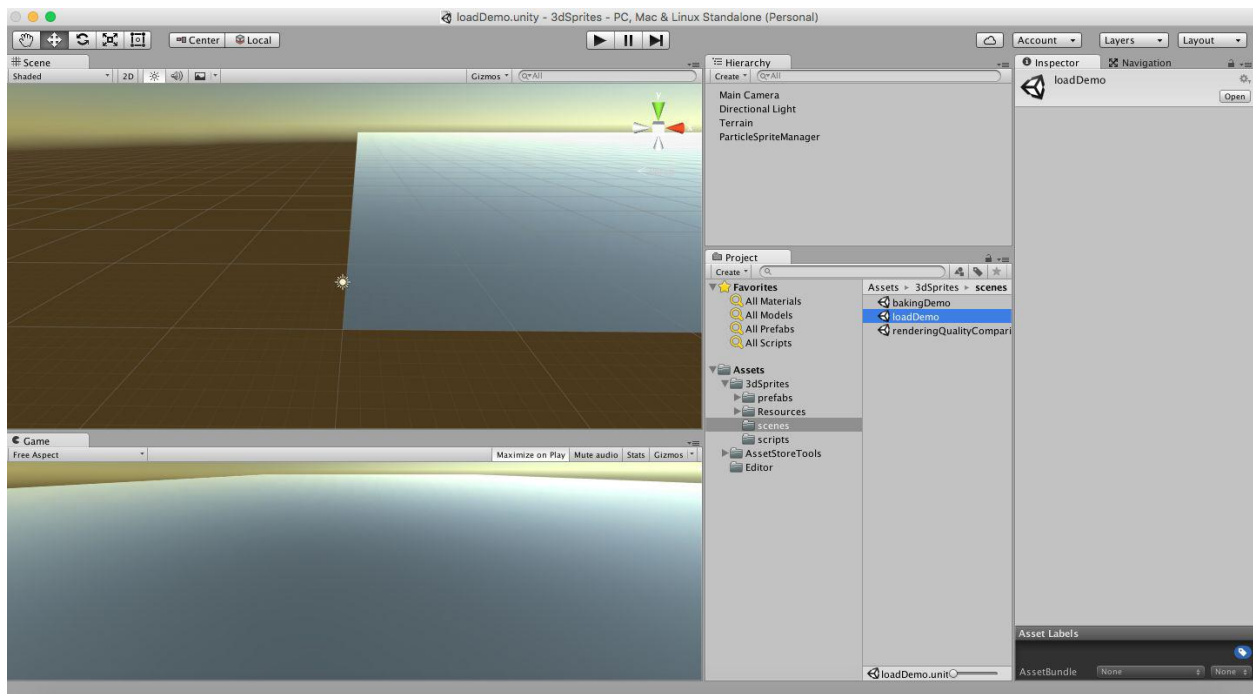 loadDemo.unity - 3dSprites - PC, Mac & Linux Standalone (Personal)
Center Local Account Layers Layout
Scene
Shaded 2D Gizmos All
y
x
Game
Free Aspect Maximize on Play Mute audio Stats Gizmos
Hierarchy
Create All
Main Camera
Directional Light
Terrain
ParticleSpriteManager
Project
Create
Favorites
All Materials
All Models
All Prefabs
All Scripts
Assets
3dSprites
prefabs
Resources
scenes
scripts
AssetStoreTools
Editor
Assets 3dSprites scenes
bakingDemo
loadDemo
renderingQualityCompari
loadDemo.unit
Inspector Navigation
loadDemo
Open
Asset Labels
AssetBundle None None